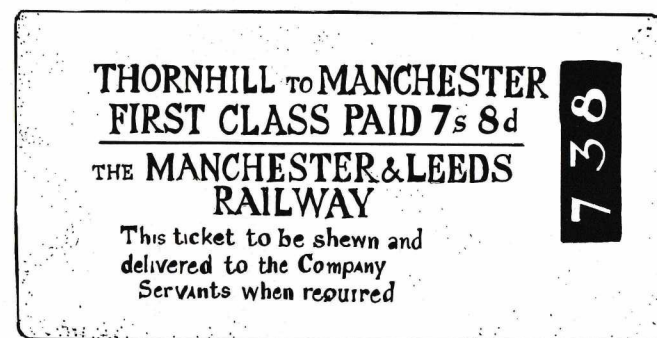 THORNHILL TO MANCHESTER
FIRST CLASS PAID 7s 8d
THE MANCHESTER & LEEDS
RAILWAY
This ticket to be shewn and
delivered to the Company
Servants when required
738